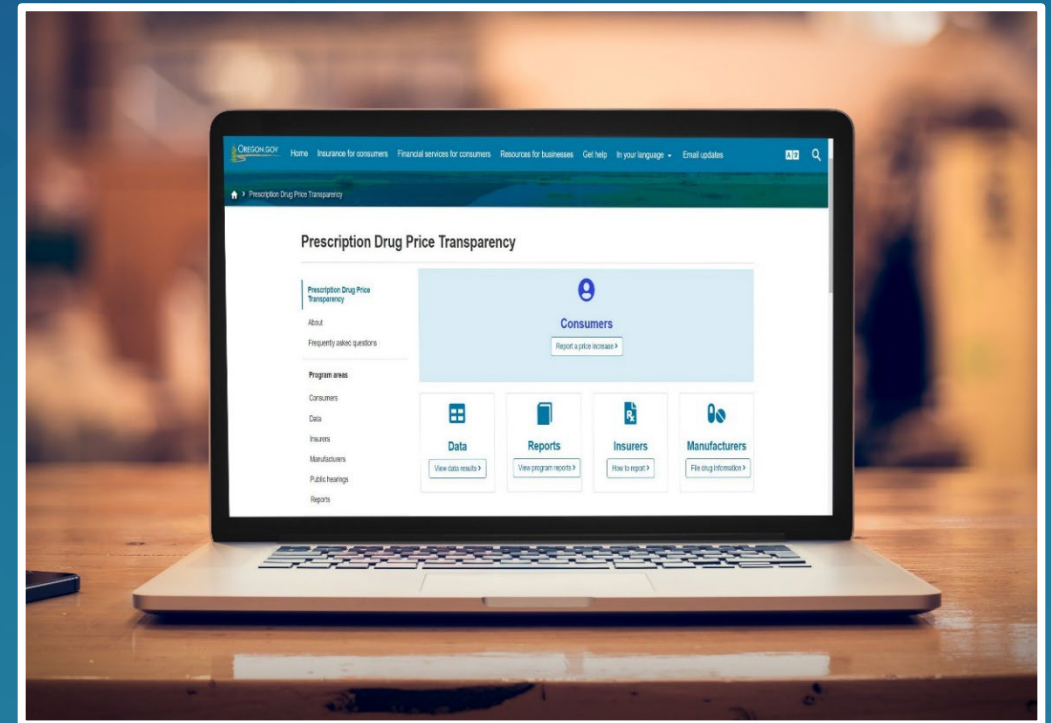 OREGON.GOV Home Insurance for consumers Financial services for consumers Resources for businesses Get help In your language Email updates
Prescription Drug Price Transparency
Prescription Drug Price Transparency
Prescription Drug Price
Transparency
About
Frequently asked questions
Program areas
Consumers
Data
Insurers
Manufacturers
Public hearings
Reports
Consumers
Report a price increase
Data
View data results
Reports
View program reports
Rx
Insurers
How to report
Manufacturers
File drug information